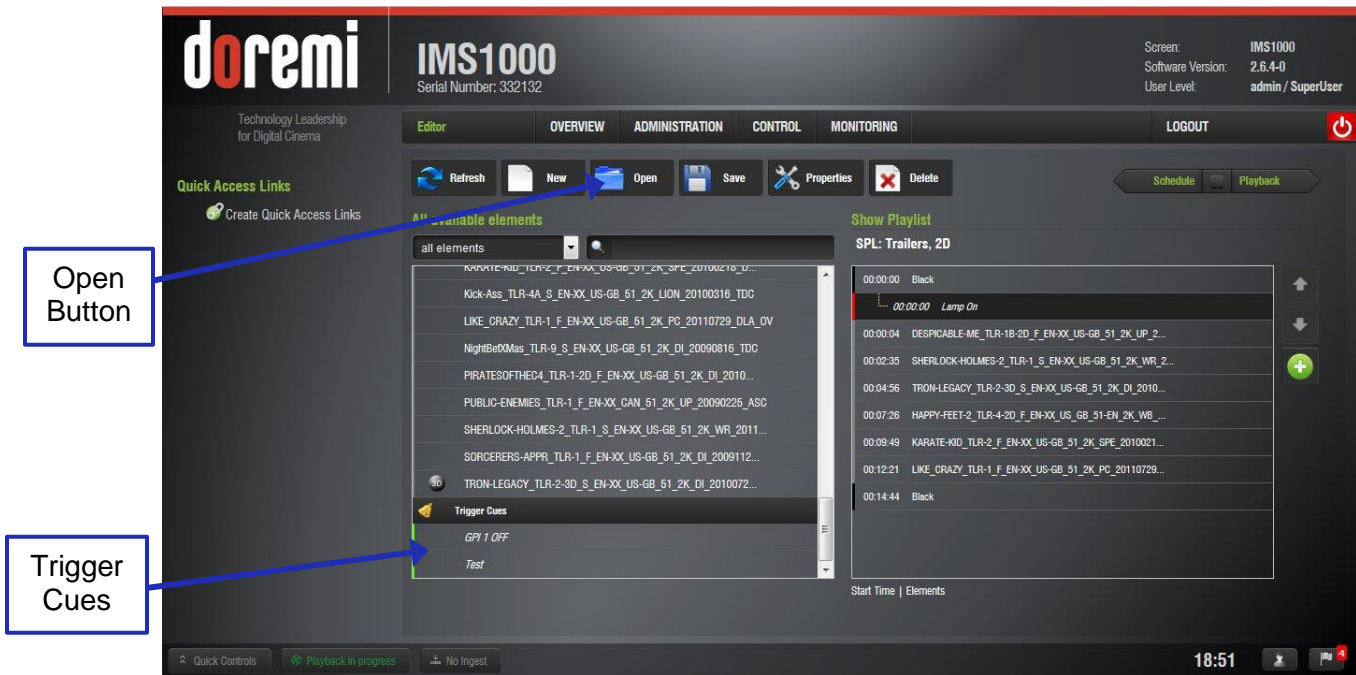 doremi
Technology Leadership
for Digital Cinema
IMS1000
Serial Number: 332132
Screen: IMS1000
Software Version: 2.6.4-0
User Level: admin / SuperUser
Editor OVERVIEW ADMINISTRATION CONTROL MONITORING LOGOUT
Quick Access Links
Create Quick Access Links
Refresh New Open Save Properties Delete
Schedule Playback
Open
Button
Trigger
Cues
All available elements
all elements
KARATE-KID_TLR-2_F_EN-XX_US-GB_51_2K_SPE_20100218_D...
Kick-Ass_TLR-4A_S_EN-XX_US-GB_51_2K_LION_20100316_TDC
LIKE_CRAZY_TLR-1_F_EN-XX_US-GB_51_2K_PC_20110729_DLA_OV
NightBefXMas_TLR-9_S_EN-XX_US-GB_51_2K_DI_20090816_TDC
PIRATESOFTHEC4_TLR-1-2D_F_EN-XX_US-GB_51_2K_DI_2010...
PUBLIC-ENEMIES_TLR-1_F_EN-XX_CAN_51_2K_UP_20090225_ASC
SHERLOCK-HOLMES-2_TLR-1_S_EN-XX_US-GB_51_2K_WR_2011...
SORCERERS-APPR_TLR-1_F_EN-XX_US-GB_51_2K_DI_2009112...
3D TRON-LEGACY_TLR-2-3D_S_EN-XX_US-GB_51_2K_DI_2010072...
Trigger Cues
GPI 1 OFF
Test
Show Playlist
SPL: Trailers, 2D
00:00:00 Black
00:00:00 Lamp On
00:00:04 DESPICABLE-ME_TLR-1B-2D_F_EN-XX_US-GB_51_2K_UP_2...
00:02:35 SHERLOCK-HOLMES-2_TLR-1_S_EN-XX_US-GB_51_2K_WR_2...
00:04:56 TRON-LEGACY_TLR-2-3D_S_EN-XX_US-GB_51_2K_DI_2010...
00:07:26 HAPPY-FEET-2_TLR-4-2D_F_EN-XX_US_GB_51-EN_2K_WB_...
00:09:49 KARATE-KID_TLR-2_F_EN-XX_US-GB_51_2K_SPE_2010021...
00:12:21 LIKE_CRAZY_TLR-1_F_EN-XX_US-GB_51_2K_PC_20110729...
00:14:44 Black
Start Time | Elements
Quick Controls Playback in progress No Ingest 18:51 4